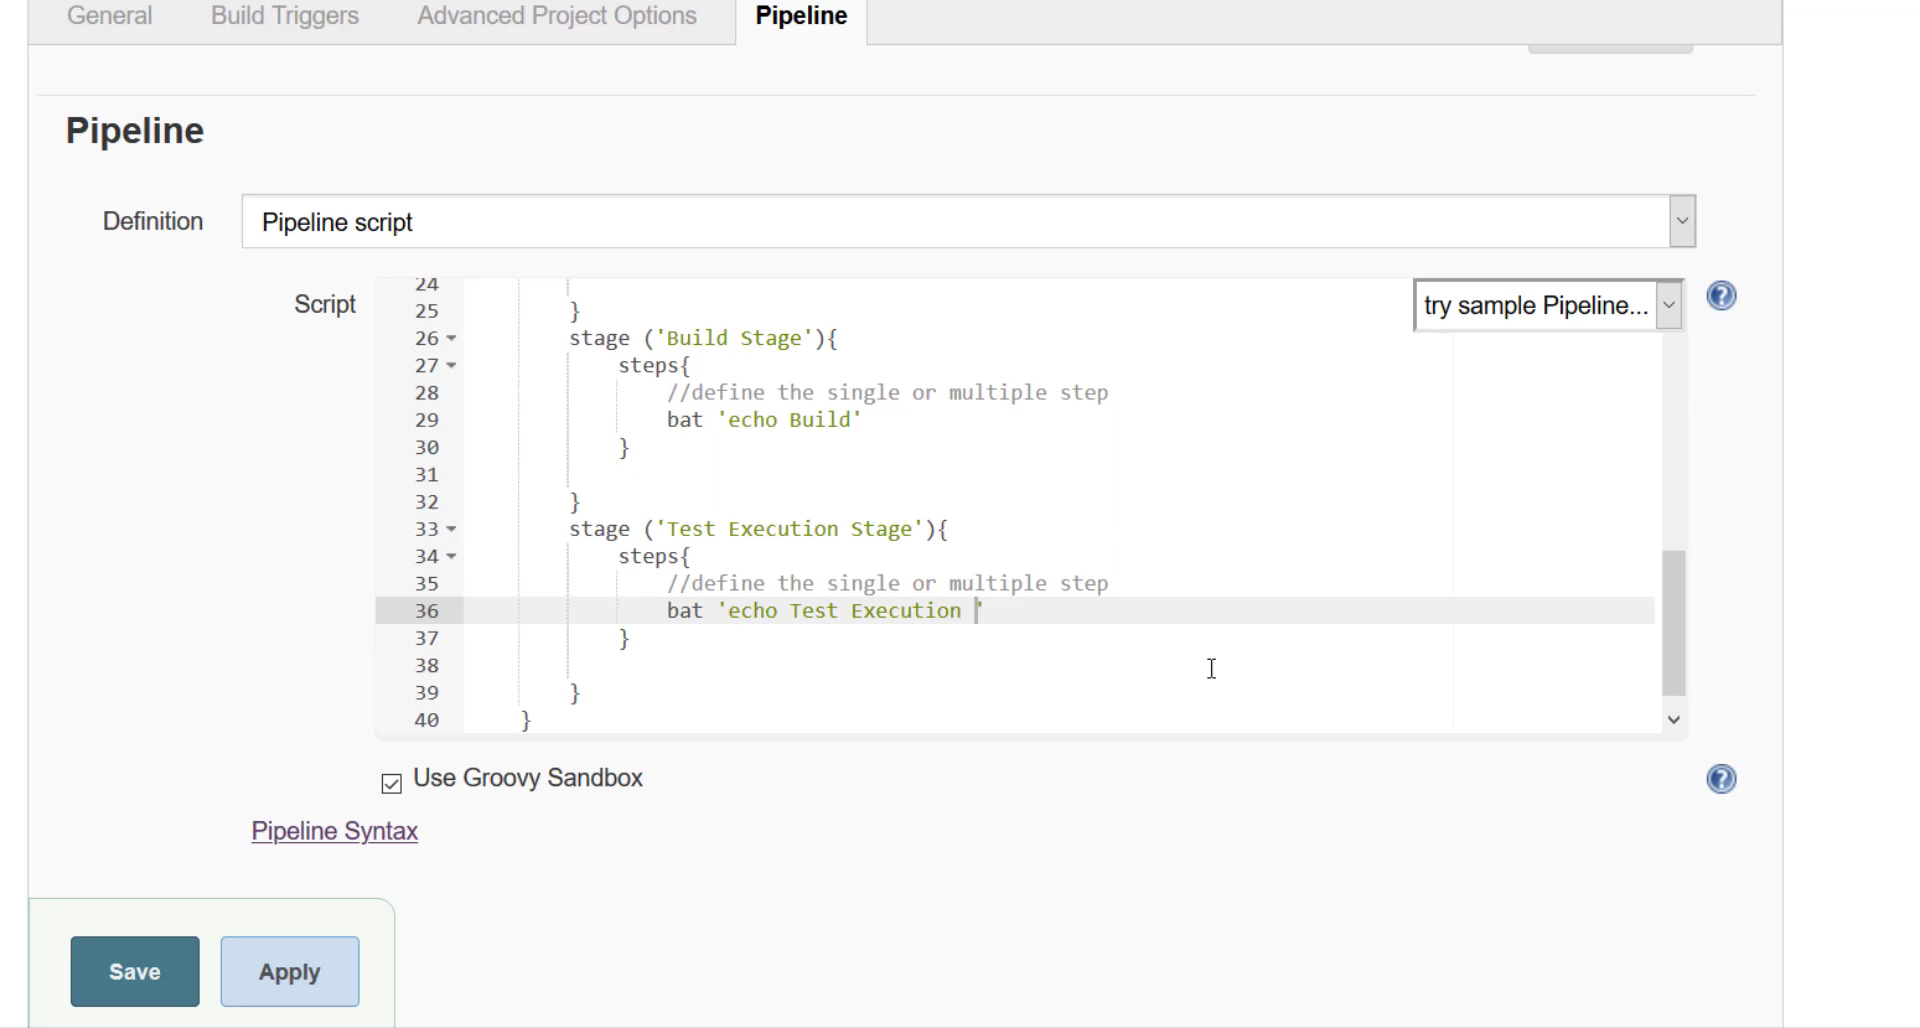 General Build Triggers Advanced Project Options Pipeline
Pipeline
Definition Pipeline script
Script try sample Pipeline...
24
25 }
26 stage ('Build Stage'){
27 steps{
28 //define the single or multiple step
29 bat 'echo Build'
30 }
31
32 }
33 stage ('Test Execution Stage'){
34 steps{
35 //define the single or multiple step
36 bat 'echo Test Execution '
37 }
38
39 }
40 }
Use Groovy Sandbox
Pipeline Syntax
Save Apply